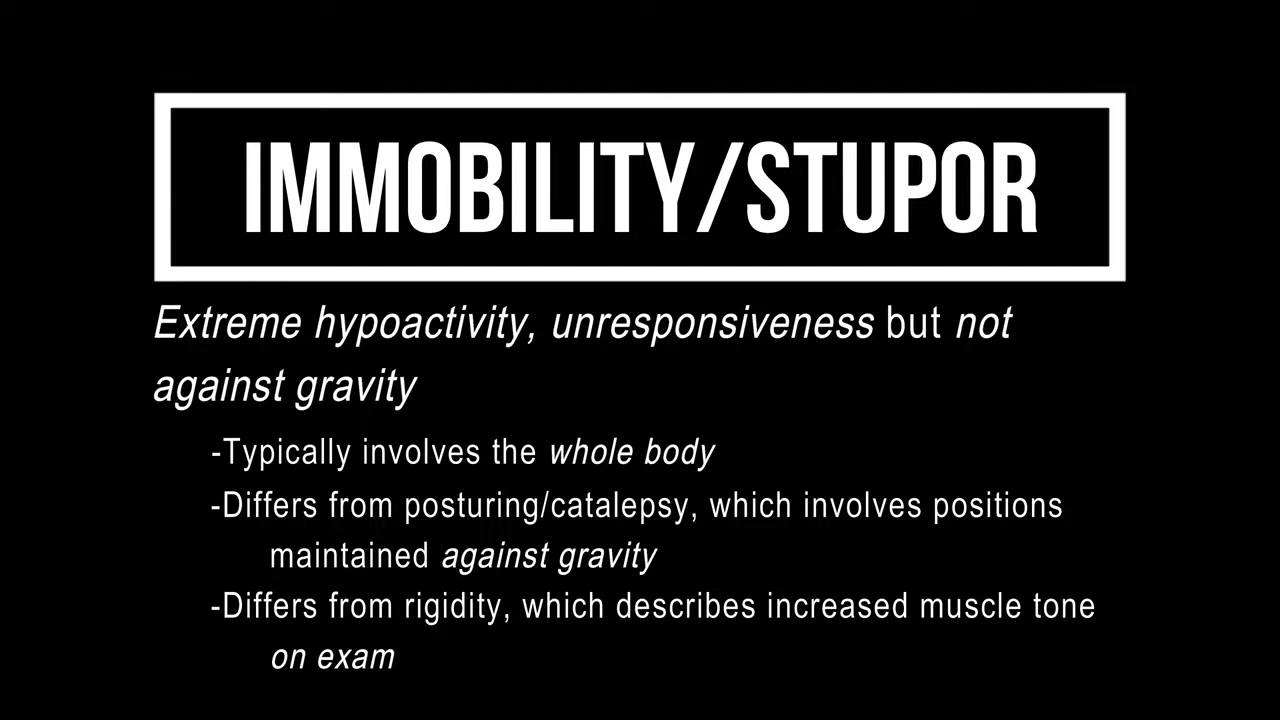 IMMOBILITY/STUPOR
Extreme hypoactivity, unresponsiveness but not
against gravity
-Typically involves the whole body
-Differs from posturing/catalepsy, which involves positions
maintained against gravity
-Differs from rigidity, which describes increased muscle tone
on exam